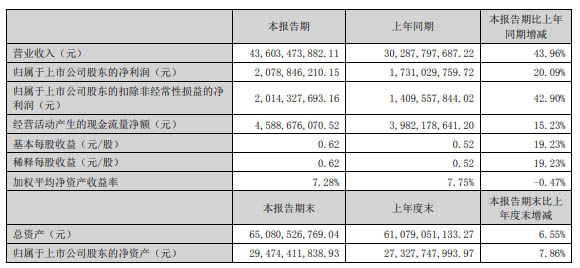 本报告期 上年同期 本报告期比上年
同期增减
营业收入（元） 43,603,473,882.11 30,287,797,687.22 43.96%
归属于上市公司股东的净利润（元） 2,078,846,210.15 1,731,029,759.72 20.09%
归属于上市公司股东的扣除非经常性损益的净
利润（元） 2,014,327,693.16 1,409,557,844.02 42.90%
经营活动产生的现金流量净额（元） 4,588,676,070.52 3,982,178,641.20 15.23%
基本每股收益（元/股） 0.62 0.52 19.23%
稀释每股收益（元/股） 0.62 0.52 19.23%
加权平均净资产收益率 7.28% 7.75% -0.47%
本报告期末 上年度末 本报告期末比上
年度末增减
总资产（元） 65,080,526,769.04 61,079,051,133.27 6.55%
归属于上市公司股东的净资产（元） 29,474,411,838.93 27,327,747,993.97 7.86%